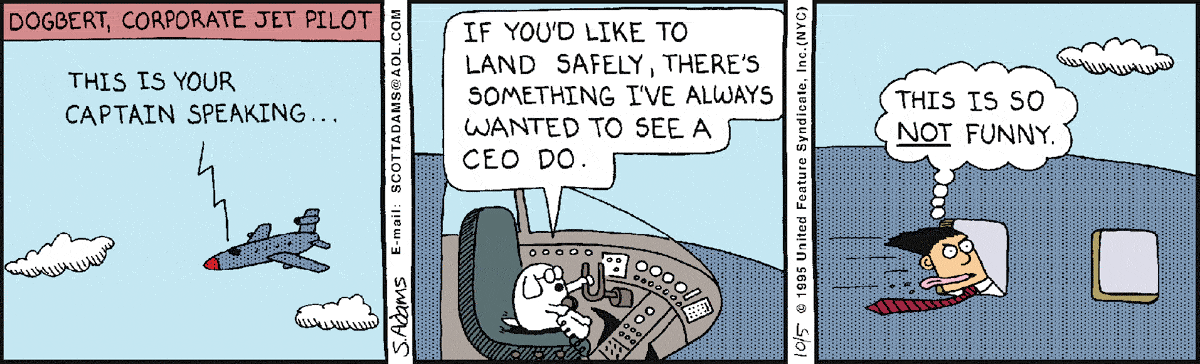 DOGBERT, CORPORATE JET PILOT
THIS IS YOUR
CAPTAIN SPEAKING...
S. Adams
E-mail: SCOTTADAMS@AOL.COM
IF YOU'D LIKE TO
LAND SAFELY, THERE'S
SOMETHING I'VE ALWAYS
WANTED TO SEE A
CEO DO.
10/5 © 1995 United Feature Syndicate, Inc. (NYC)
THIS IS SO
NOT FUNNY.